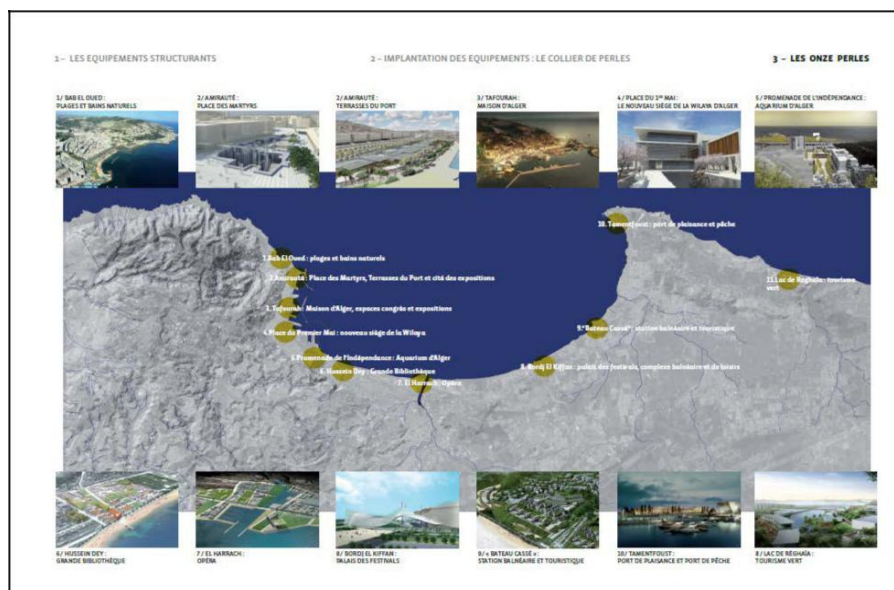 1 – LES EQUIPEMENTS STRUCTURANTS
2 – IMPLANTATION DES EQUIPEMENTS : LE COLLIER DE PERLES
3 – LES ONZE PERLES
1/ BAB EL OUED :
PLAGES ET BAINS NATURELS
2/ AMIRAUTÉ :
PLACE DES MARTYRS
2/ AMIRAUTÉ :
TERRASSES DU PORT
3/ TAFOURAH :
MAISON D'ALGER
4/ PLACE DU 1ER MAI :
LE NOUVEAU SIÈGE DE LA WILAYA D'ALGER
5/ PROMENADE DE L'INDÉPENDANCE :
AQUARIUM D'ALGER
10. Tamentfoust : port de plaisance et pêche
1. Bab El Oued : plages et bains naturels
2. Amirauté : Place des Martyrs, Terrasses du Port et cité des expositions
11. Lac de Réghaïa : tourisme
vert
3. Tafourah : Maison d'Alger, espaces congrès et expositions
4. Place du Premier Mai : nouveau siège de la Wilaya
9. "Bateau Cassé" : station balnéaire et touristique
5. Promenade de l'Indépendance : Aquarium d'Alger
6. Hussein Dey : Grande Bibliothèque
8. Bordj El Kiffan : palais des festivals, complexe balnéaire et de loisirs
7. El Harrach : Opéra
6/ HUSSEIN DEY :
GRANDE BIBLIOTHÈQUE
7 / EL HARRACH :
OPÉRA
8/ BORDJ EL KIFFAN :
PALAIS DES FESTIVALS
9/ « BATEAU CASSÉ » :
STATION BALNÉAIRE ET TOURISTIQUE
10/ TAMENTFOUST :
PORT DE PLAISANCE ET PORT DE PÊCHE
8/ LAC DE RÉGHAÏA :
TOURISME VERT